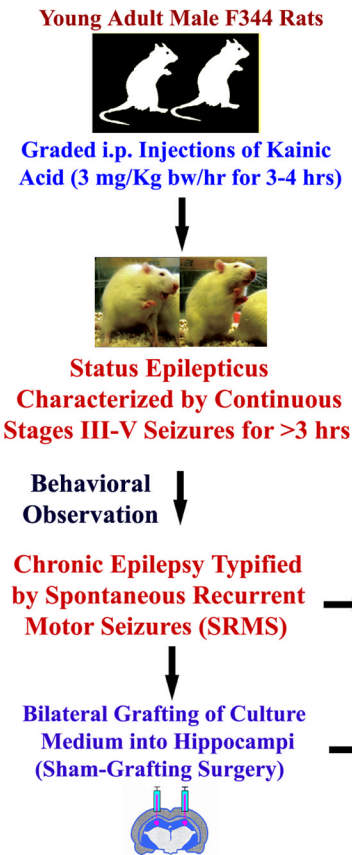 Young Adult Male F344 Rats
Graded i.p. Injections of Kainic
Acid (3 mg/Kg bw/hr for 3-4 hrs)
Status Epilepticus
Characterized by Continuous
Stages III-V Seizures for >3 hrs
Behavioral
Observation
Chronic Epilepsy Typified
by Spontaneous Recurrent
Motor Seizures (SRMS)
Bilateral Grafting of Culture
Medium into Hippocampi
(Sham-Grafting Surgery)